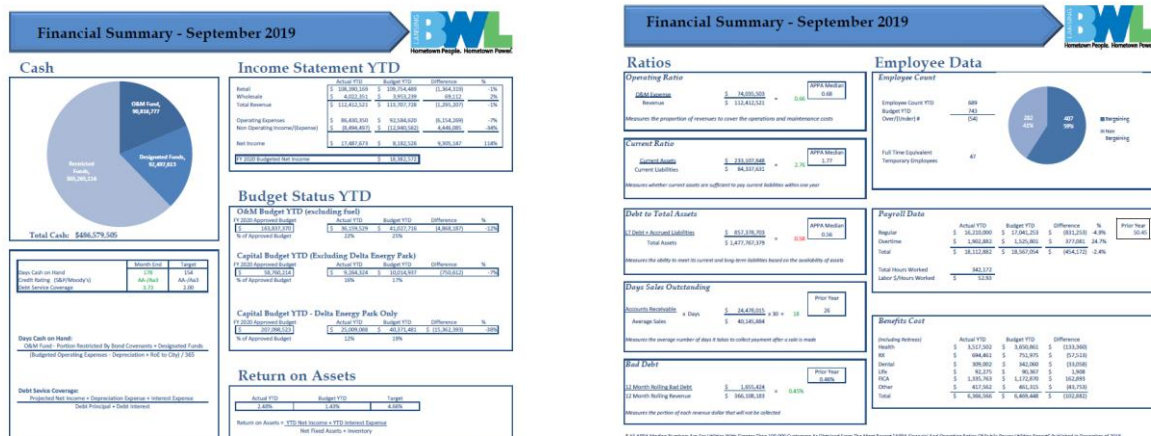 Financial Summary - September 2019
LANSING
BWL
Hometown People. Hometown Power.
Cash
O&M Fund,
90,816,777
Designated Funds,
92,497,623
Restricted
Funds,
Total Cash: $486,579,505
Month End Target
Days Cash on Hand 178 154
Credit Rating (S&P/Moody's) AA-/Aa3 AA-/Aa3
Debt Service Coverage 2.00
Days Cash on Hand:
O&M Fund - Portion Restricted By Bond Covenants + Designated Funds
(Budgeted Operating Expenses - Depreciation + RoE to City) / 365
Debt Sevice Coverage:
Projected Net Income + Depreciation Expense + Interest Expense
Debt Principal + Debt Interest
Income Statement YTD
Actual YTD Budget YTD Difference %
Retail $ 108,390,169 $ 109,754,489 (1,364,319) -1%
Wholesale $ 4,022,351 $ 3,953,239 69,112 2%
Total Revenue $ 112,412,521 $ 113,707,728 (1,295,207) -1%
Operating Expenses $ 86,430,350 $ 92,584,620 (6,154,269) -7%
Non Operating Income/(Expense) $ (8,494,497) $ (12,940,582) 4,446,085 -34%
Net Income $ 17,487,673 $ 8,182,526 9,305,147 114%
FY 2020 Budgeted Net Income $ 18,382,572
Budget Status YTD
O&M Budget YTD (excluding fuel)
FY 2020 Approved Budget Actual YTD Budget YTD Difference %
$ 163,837,370 $ 36,159,529 $ 41,027,716 (4,868,187) -12%
% of Approved Budget 22% 25%
Capital Budget YTD (Excluding Delta Energy Park)
FY 2020 Approved Budget Actual YTD Budget YTD Difference %
$ 58,760,214 $ 9,264,324 $ 10,014,937 (750,612) -7%
% of Approved Budget 16% 17%
Capital Budget YTD - Delta Energy Park Only
FY 2020 Approved Budget Actual YTD Budget YTD Difference %
$ 207,098,523 $ 25,009,088 $ 40,371,481 $ (15,362,393) -38%
% of Approved Budget 12% 19%
Return on Assets
Actual YTD Budget YTD Target
2.40% 1.43% 4.66%
Return on Assets = YTD Net Income + YTD Interest Expense
Net Fixed Assets + Inventory
Financial Summary - September 2019
LANSING
BWL
Hometown People. Hometown Power.
Ratios
Operating Ratio
O&M Expense $ 74,035,503 = 0.66 APPA Median
Revenue $ 112,412,521 0.68
Measures the proportion of revenues to cover the operations and maintenance costs
Current Ratio
APPA Median
Current Assets $ 233,107,648 = 2.76 1.77
Current Liabilities $ 84,337,631
Measures whether current assets are sufficient to pay current liabilities within one year
Debt to Total Assets
APPA Median
LT Debt + Accrued Liabilities $ 857,378,703 = 0.58 0.56
Total Assets $ 1,477,767,379
Measures the ability to meet its current and long-term liabilities based on the availability of assets
Days Sales Outstanding
Prior Year
Accounts Receivable x Days $ 24,479,015 x 30 = 18 26
Average Sales $ 40,145,884
Measures the average number of days it takes to collect payment after a sale is made
Bad Debt
Prior Year
0.46%
12 Month Rolling Bad Debt $ 1,655,424 = 0.45%
12 Month Rolling Revenue $ 366,108,183
Measures the portion of each revenue dollar that will not be collected
Employee Data
Employee Count
Employee Count YTD 689
Budget YTD 743
Over/(Under) # (54)
Full Time Equivalent
Temporary Employees 47
282
41%
407
59%
Bargaining
Non
Bargaining
Payroll Data
Actual YTD Budget YTD Difference % Prior Year
Regular $ 16,210,000 $ 17,041,253 $ (831,253) -4.9% 50.45
Overtime $ 1,902,882 $ 1,525,801 $ 377,081 24.7%
Total $ 18,112,882 $ 18,567,054 $ (454,172) -2.4%
Total Hours Worked 342,172
Labor $/Hours Worked $ 52.93
Benefits Cost
(Including Retirees) Actual YTD Budget YTD Difference
Health $ 3,517,502 $ 3,650,861 $ (133,360)
RX $ 694,461 $ 751,975 $ (57,513)
Dental $ 309,002 $ 342,060 $ (33,058)
Life $ 92,275 $ 90,367 $ 1,908
FICA $ 1,335,763 $ 1,172,870 $ 162,893
Other $ 417,562 $ 461,315 $ (43,753)
Total $ 6,366,566 $ 6,469,448 $ (102,882)